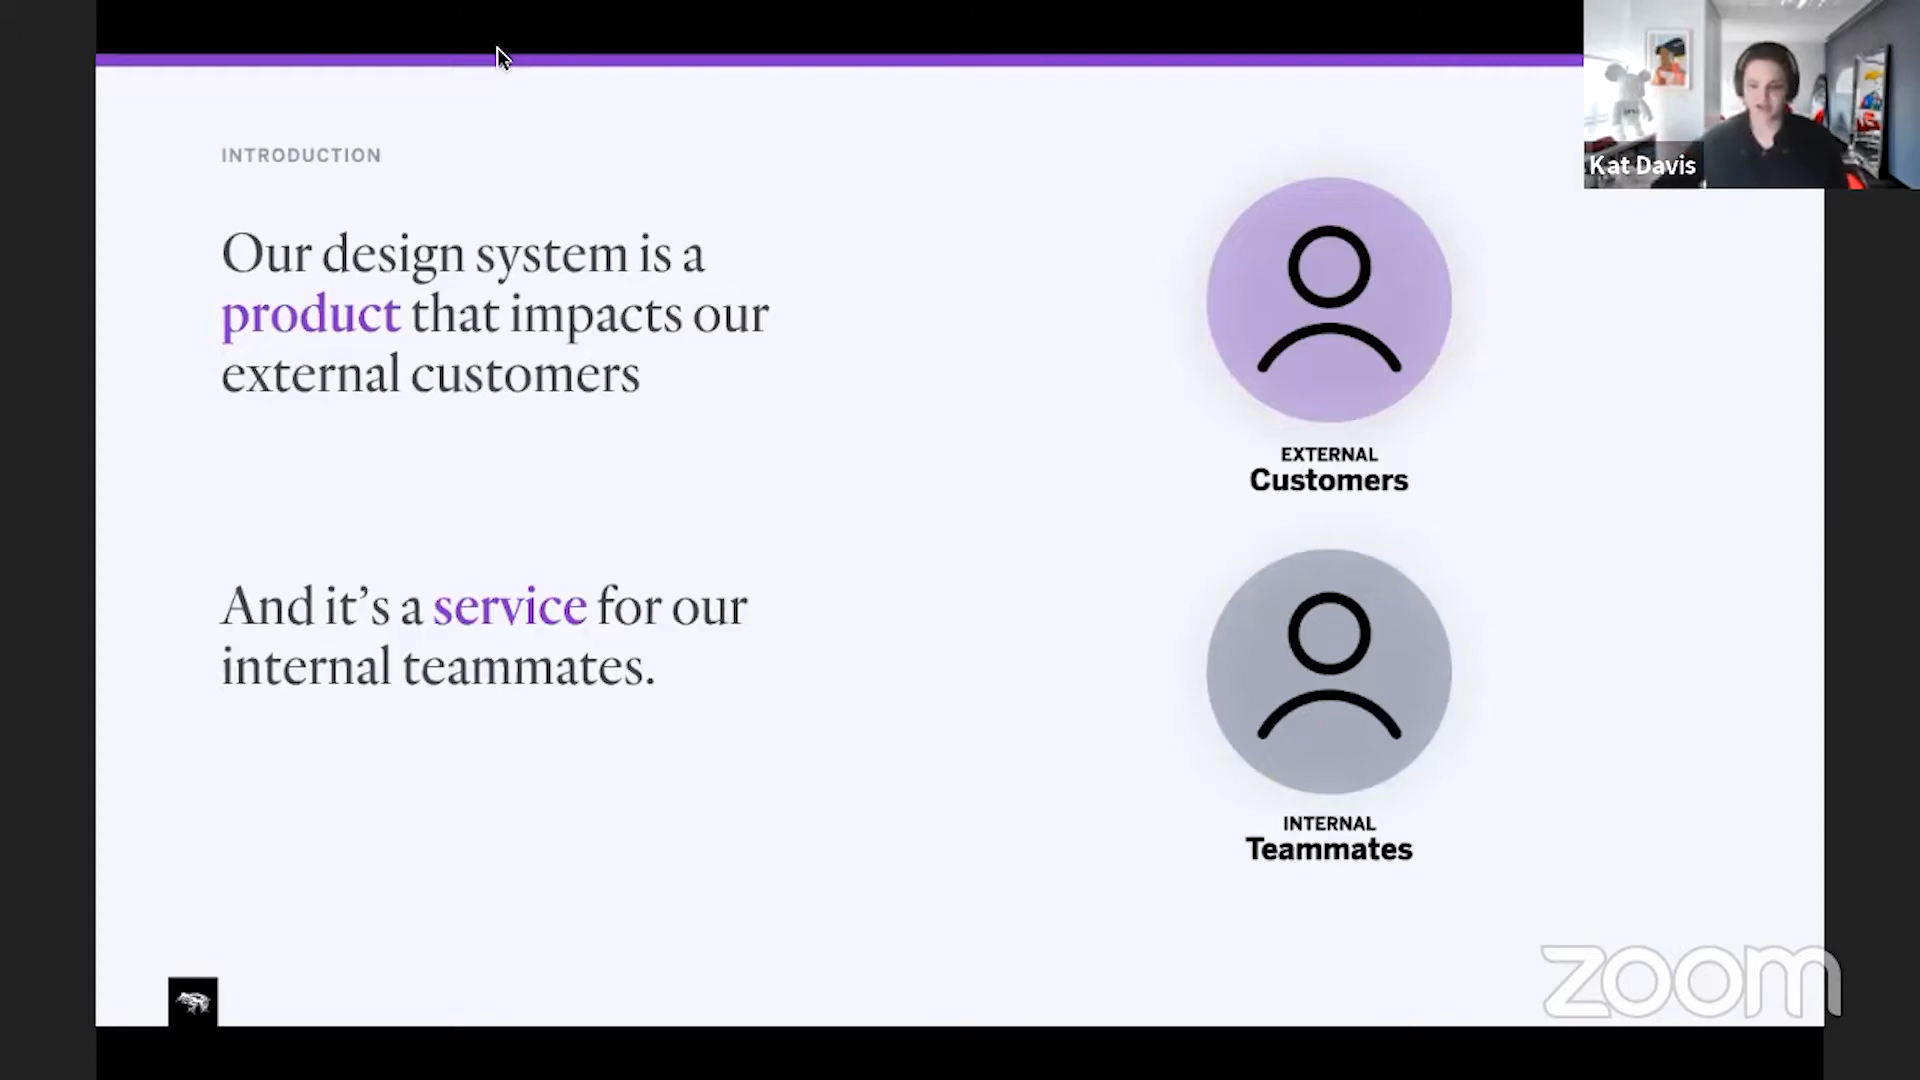 Kat Davis
INTRODUCTION
Our design system is a
product that impacts our
external customers
EXTERNAL
Customers
And it's a service for our
internal teammates.
INTERNAL
Teammates
zoom